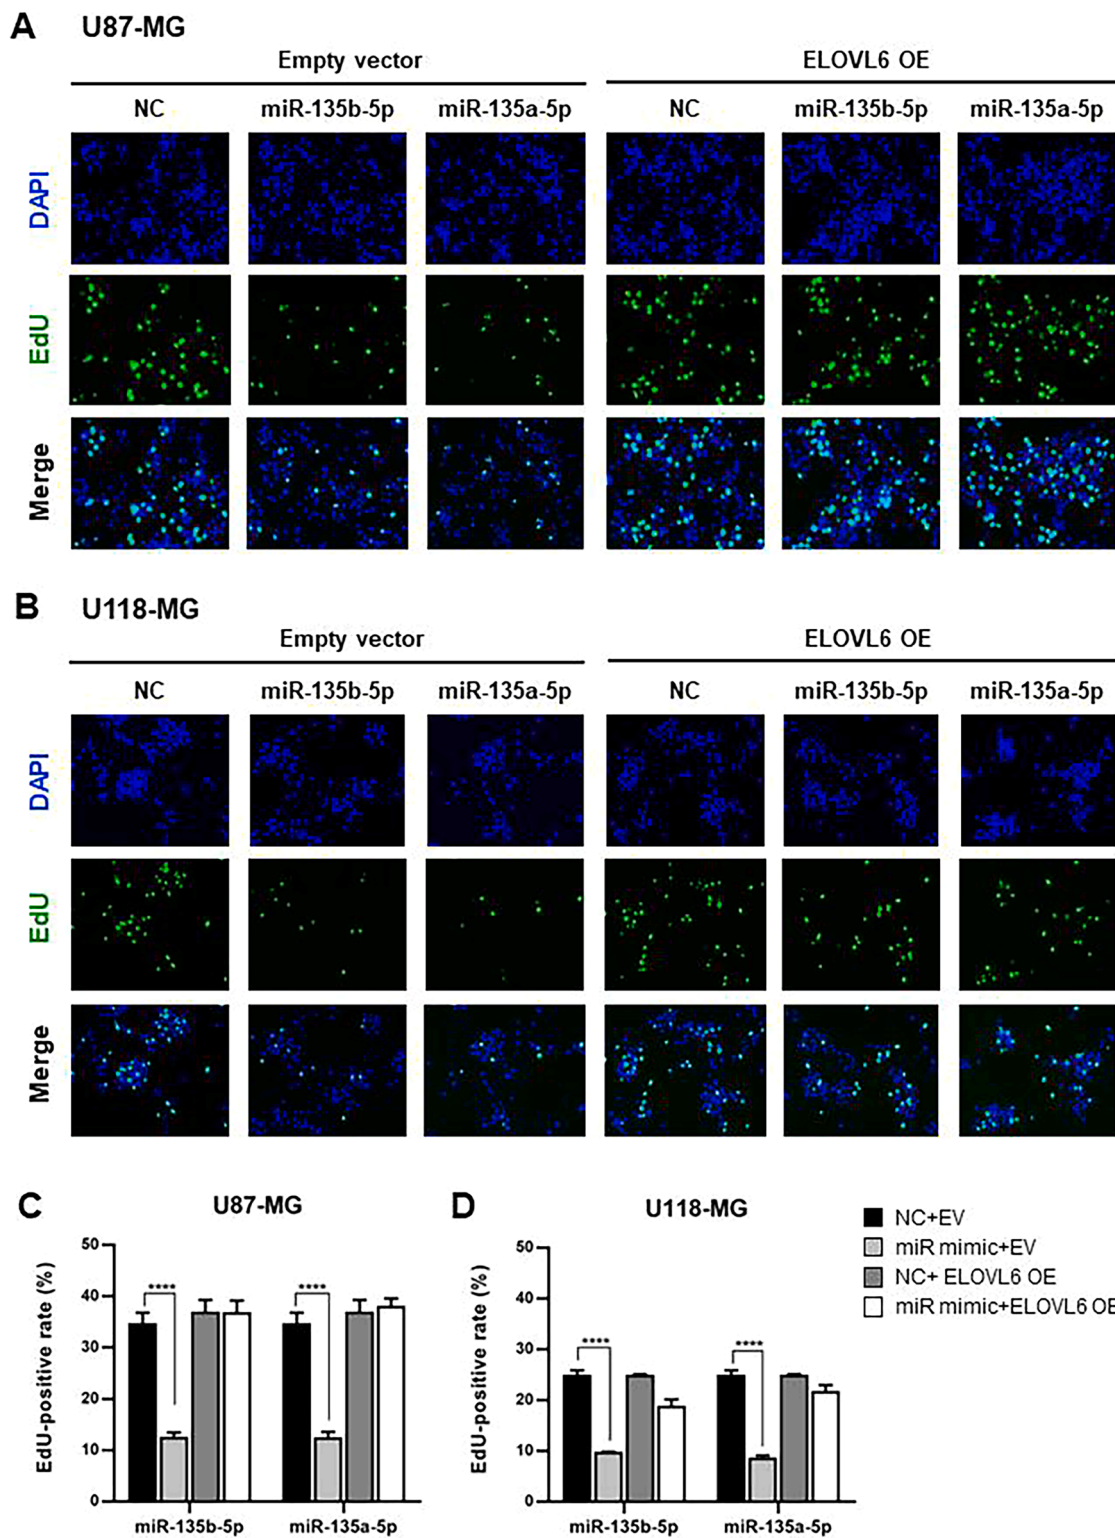 A U87-MG
Empty vector ELOVL6 OE
NC miR-135b-5p miR-135a-5p NC miR-135b-5p miR-135a-5p
DAPI
EdU
Merge
B U118-MG
Empty vector ELOVL6 OE
NC miR-135b-5p miR-135a-5p NC miR-135b-5p miR-135a-5p
DAPI
EdU
Merge
C U87-MG
EdU-positive rate (%)
50
40
30
20
10
0
**** ****
miR-135b-5p miR-135a-5p
D U118-MG
EdU-positive rate (%)
50
40
30
20
10
0
**** ****
miR-135b-5p miR-135a-5p
NC+EV
miR mimic+EV
NC+ ELOVL6 OE
miR mimic+ELOVL6 OE